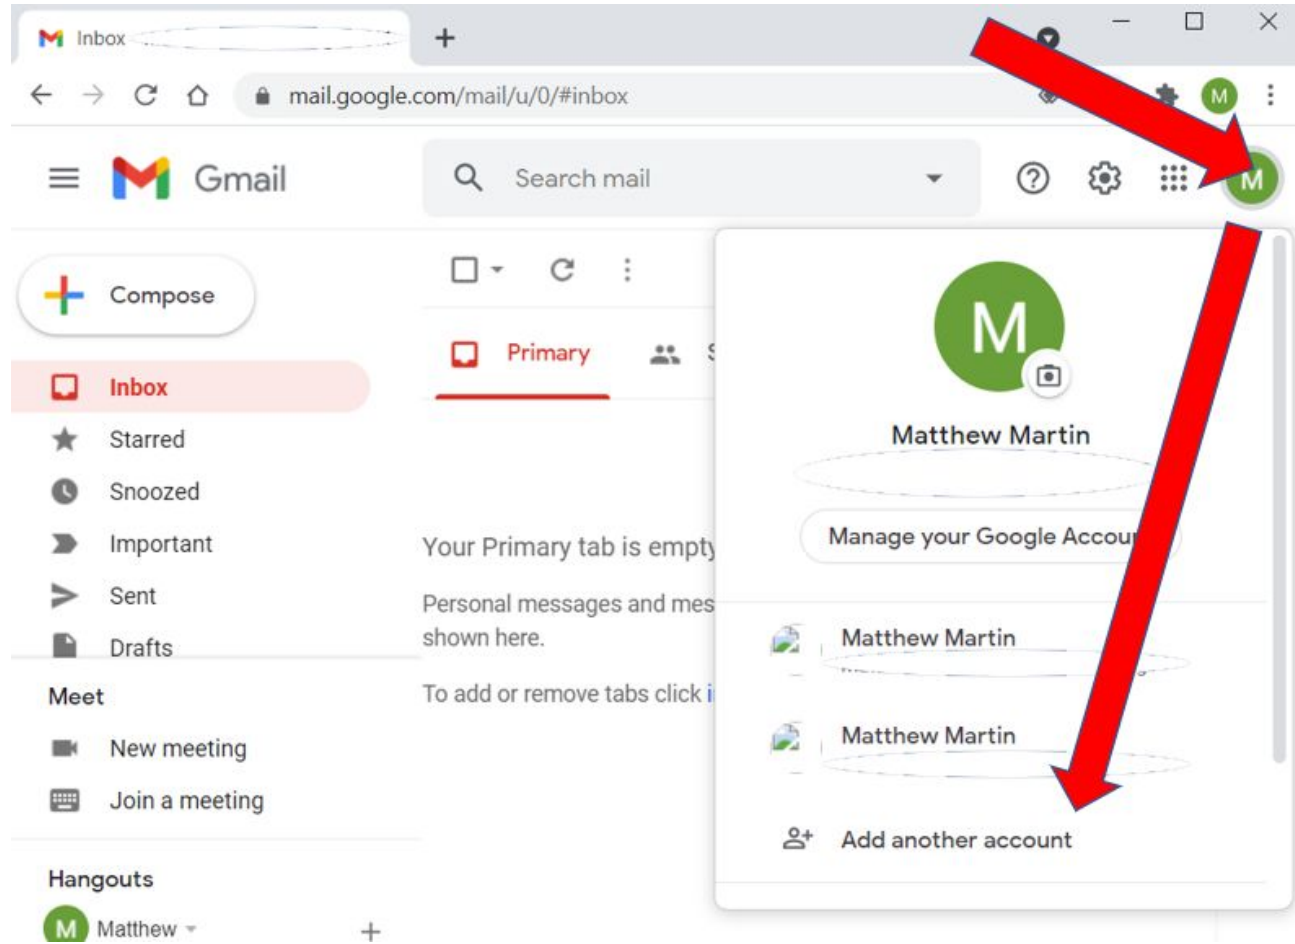 Inbox
mail.google.com/mail/u/0/#inbox
M
Gmail
Search mail
M
Compose
M
Primary
Inbox
Matthew Martin
Starred
Snoozed
Manage your Google
Important
Your Primary tab is empty
Sent
Personal messages and
shown here.
Drafts
Matthew Martin
Meet
To add or remove tabs click
New meeting
Matthew Martin
Join a meeting
Add another account
Hangouts
M Matthew